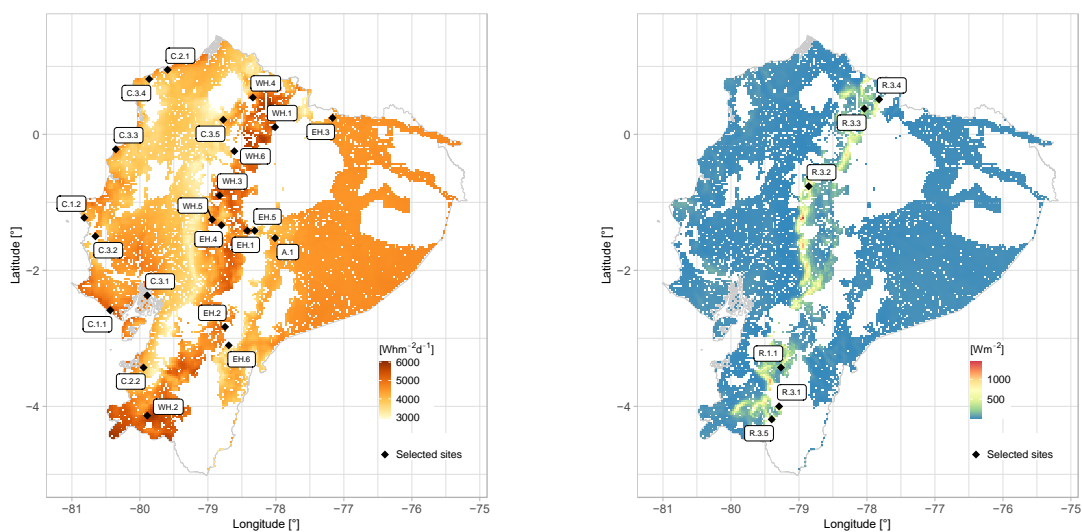 C.2.1
C.3.4
WH.4
WH.1
C.3.3
C.3.5
EH.3
WH.6
WH.3
C.1.2
WH.5
EH.5
C.3.2
EH.4
EH.1
A.1
C.3.1
C.1.1
EH.2
EH.6
C.2.2
WH.2
[Whm⁻²d⁻¹]
6000
5000
4000
3000
Selected sites
0
−2
−4
Latitude [°]
−81 −80 −79 −78 −77 −76 −75
Longitude [°]
R.3.4
R.3.3
R.3.2
R.1.1
R.3.1
R.3.5
[Wm⁻²]
1000
500
Selected sites
0
−2
−4
Latitude [°]
−81 −80 −79 −78 −77 −76 −75
Longitude [°]